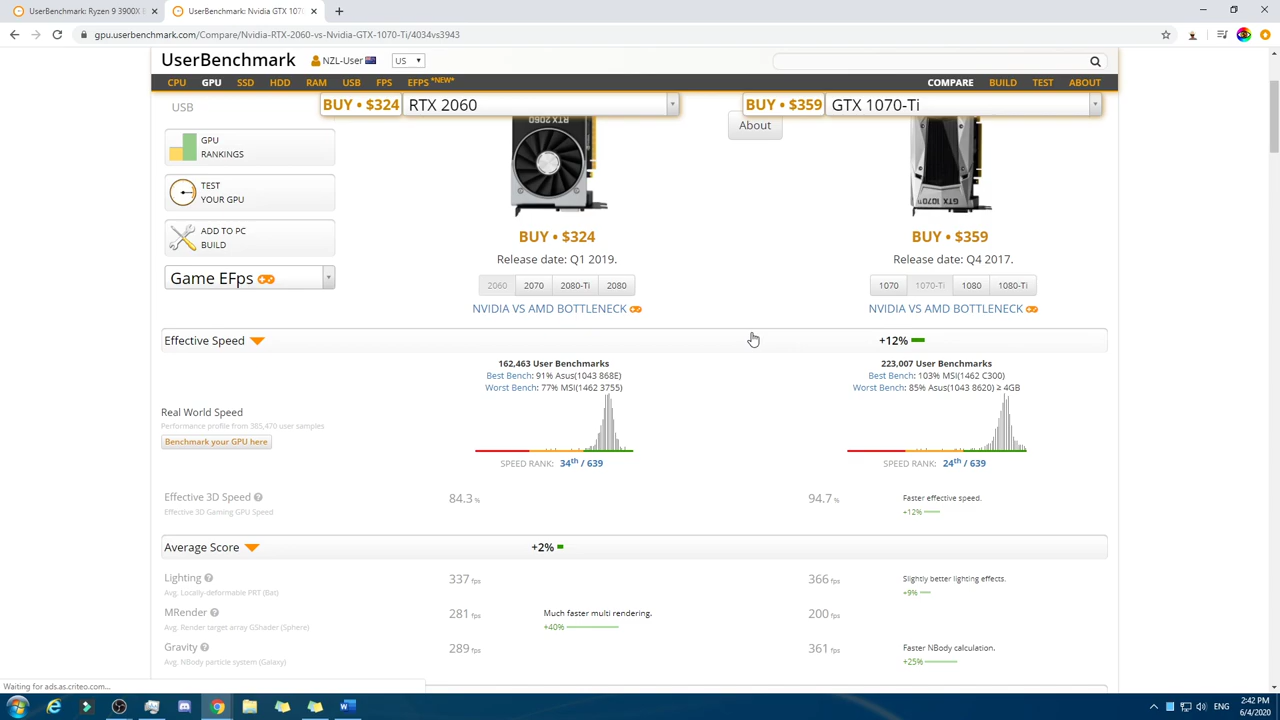 UserBenchmark: Ryzen 9 3900X
UserBenchmark: Nvidia GTX 107
gpu.userbenchmark.com/Compare/Nvidia-RTX-2060-vs-Nvidia-GTX-1070-Ti/4034vs3943
UserBenchmark NZL-User US
CPU GPU SSD HDD RAM USB FPS EFPS *NEW* COMPARE BUILD TEST ABOUT
USB BUY • $324 RTX 2060 BUY • $359 GTX 1070-Ti
About
GPU
RANKINGS
TEST
YOUR GPU
ADD TO PC
BUILD
Game EFps
RTX 2060
GTX 1070 Ti
BUY • $324 BUY • $359
Release date: Q1 2019. Release date: Q4 2017.
2060 2070 2080-Ti 2080 1070 1070-Ti 1080 1080-Ti
NVIDIA VS AMD BOTTLENECK NVIDIA VS AMD BOTTLENECK
Effective Speed +12%
162,463 User Benchmarks 223,007 User Benchmarks
Best Bench: 91% Asus(1043 868E) Best Bench: 103% MSI(1462 C300)
Worst Bench: 77% MSI(1462 3755) Worst Bench: 85% Asus(1043 8620) ≥ 4GB
Real World Speed
Performance profile from 385,470 user samples
Benchmark your GPU here
SPEED RANK: 34th / 639 SPEED RANK: 24th / 639
Effective 3D Speed ? 84.3 % 94.7 % Faster effective speed.
Effective 3D Gaming GPU Speed +12%
Average Score +2%
Lighting ? 337 fps 366 fps Slightly better lighting effects.
Avg. Locally-deformable PRT (Bat) +9%
MRender ? 281 fps Much faster multi rendering. 200 fps
Avg. Render target array GShader (Sphere) +40%
Gravity ? 289 fps 361 fps Faster NBody calculation.
Avg. NBody particle system (Galaxy) +25%
Waiting for ads.as.criteo.com...
ENG 2:42 PM
6/4/2020